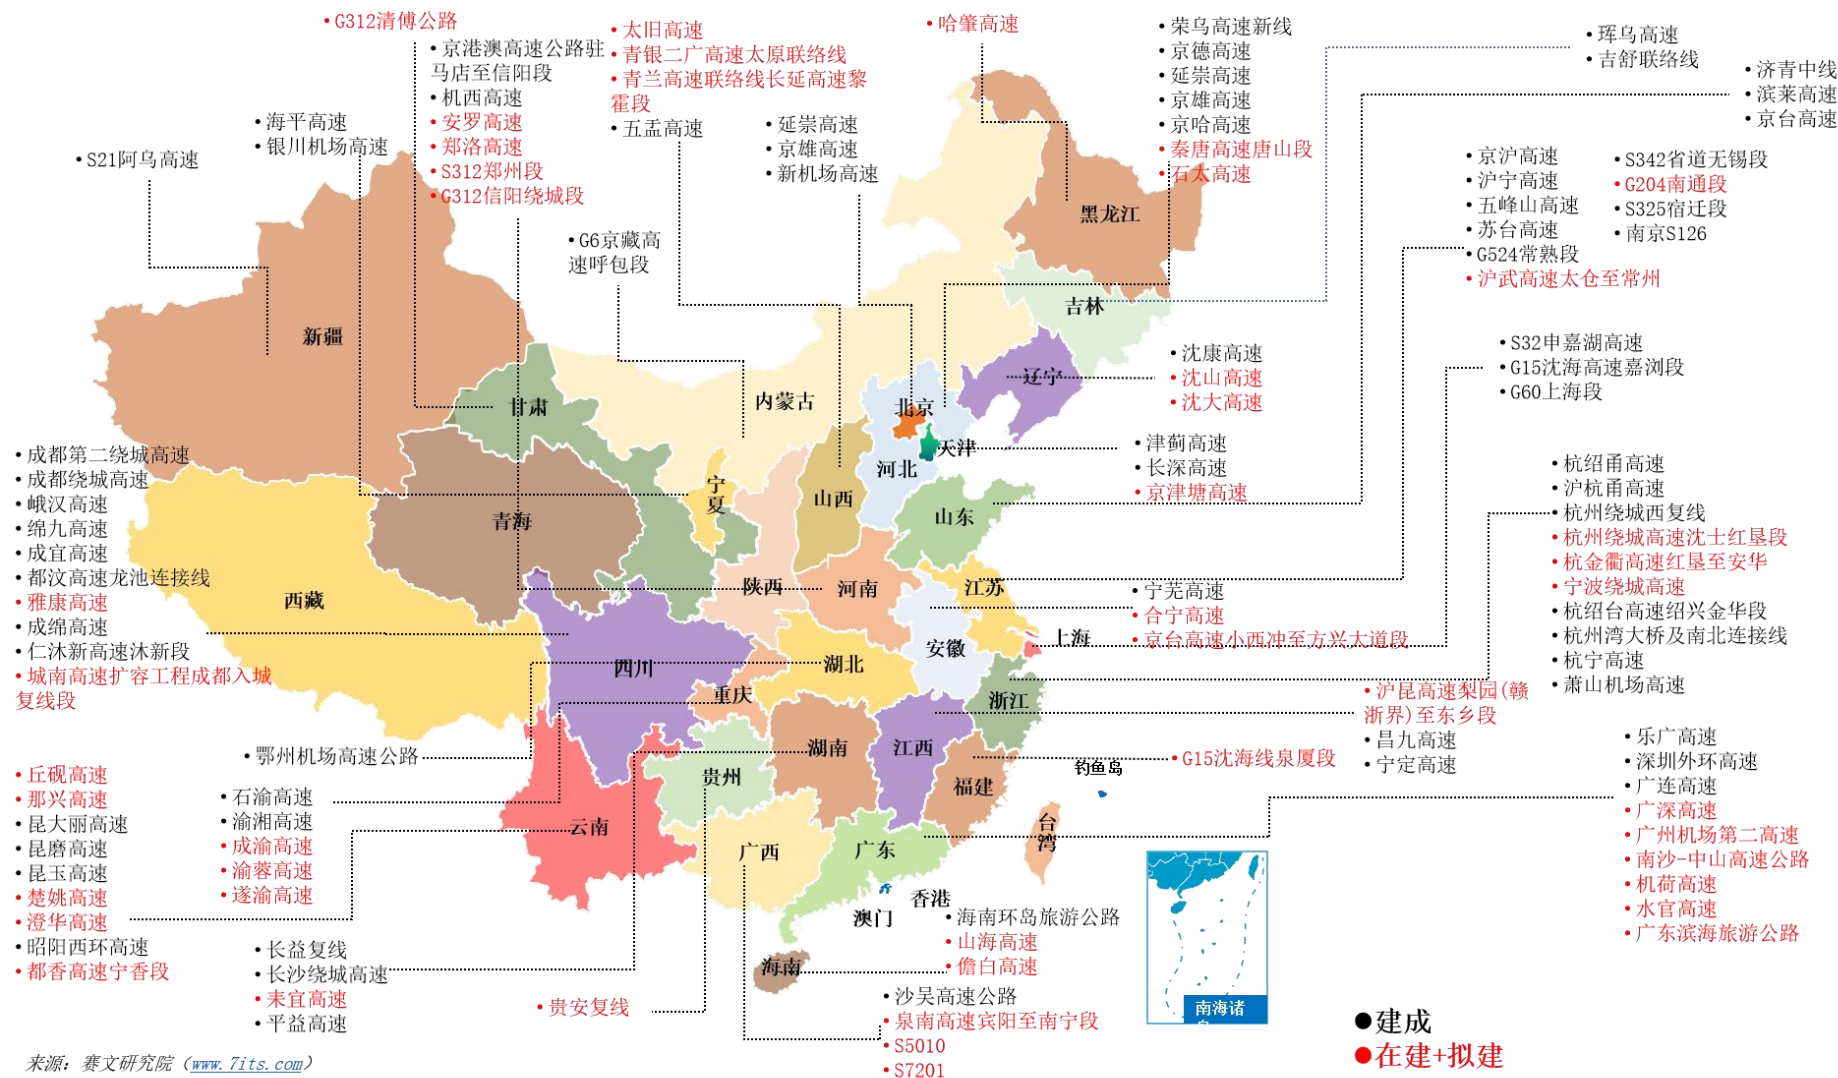 • G312清傅公路
• 京港澳高速公路驻
马店至信阳段
• 机西高速
• 安罗高速
• 郑洛高速
• S312郑州段
• G312信阳绕城段
• 太旧高速
• 青银二广高速太原联络线
• 青兰高速联络线长延高速黎
霍段
• 五盂高速
• 延崇高速
• 京雄高速
• 新机场高速
• 哈肇高速
• 荣乌高速新线
• 京德高速
• 延崇高速
• 京雄高速
• 京哈高速
• 秦唐高速唐山段
• 石太高速
• 珲乌高速
• 吉舒联络线
• 济青中线
• 滨莱高速
• 京台高速
• 海平高速
• 银川机场高速
• S21阿乌高速
• G6京藏高
速呼包段
• 京沪高速
• 沪宁高速
• 五峰山高速
• 苏台高速
• G524常熟段
• 沪武高速太仓至常州
• S342省道无锡段
• G204南通段
• S325宿迁段
• 南京S126
• S32申嘉湖高速
• G15沈海高速嘉浏段
• G60上海段
• 沈康高速
• 沈山高速
• 沈大高速
• 津蓟高速
• 长深高速
• 京津塘高速
• 杭绍甬高速
• 沪杭甬高速
• 杭州绕城西复线
• 杭州绕城高速沈士红垦段
• 杭金衢高速红垦至安华
• 宁波绕城高速
• 杭绍台高速绍兴金华段
• 杭州湾大桥及南北连接线
• 杭宁高速
• 萧山机场高速
• 宁芜高速
• 合宁高速
• 京台高速小西冲至方兴大道段
• 沪昆高速梨园(赣
浙界)至东乡段
• 昌九高速
• 宁定高速
• G15沈海线泉厦段
• 乐广高速
• 深圳外环高速
• 广连高速
• 广深高速
• 广州机场第二高速
• 南沙-中山高速公路
• 机荷高速
• 水官高速
• 广东滨海旅游公路
• 成都第二绕城高速
• 成都绕城高速
• 峨汉高速
• 绵九高速
• 成宜高速
• 都汶高速龙池连接线
• 雅康高速
• 成绵高速
• 仁沐新高速沐新段
• 城南高速扩容工程成都入城
复线段
• 鄂州机场高速公路
• 丘砚高速
• 那兴高速
• 昆大丽高速
• 昆磨高速
• 昆玉高速
• 楚姚高速
• 澄华高速
• 昭阳西环高速
• 都香高速宁香段
• 石渝高速
• 渝湘高速
• 成渝高速
• 渝蓉高速
• 遂渝高速
• 长益复线
• 长沙绕城高速
• 耒宜高速
• 平益高速
• 贵安复线
• 海南环岛旅游公路
• 山海高速
• 儋白高速
• 沙吴高速公路
• 泉南高速宾阳至南宁段
• S5010
• S7201
黑龙江
吉林
辽宁
新疆
内蒙古
甘肃
北京
天津
河北
宁
夏
山西
山东
青海
西藏
陕西
河南
江苏
安徽
上海
四川
湖北
重庆
浙江
湖南
江西
贵州
福建
钓鱼岛
云南
广西
广东
台
湾
香港
澳门
海南
南海诸
●建成
●在建+拟建
来源：赛文研究院（www.7its.com）